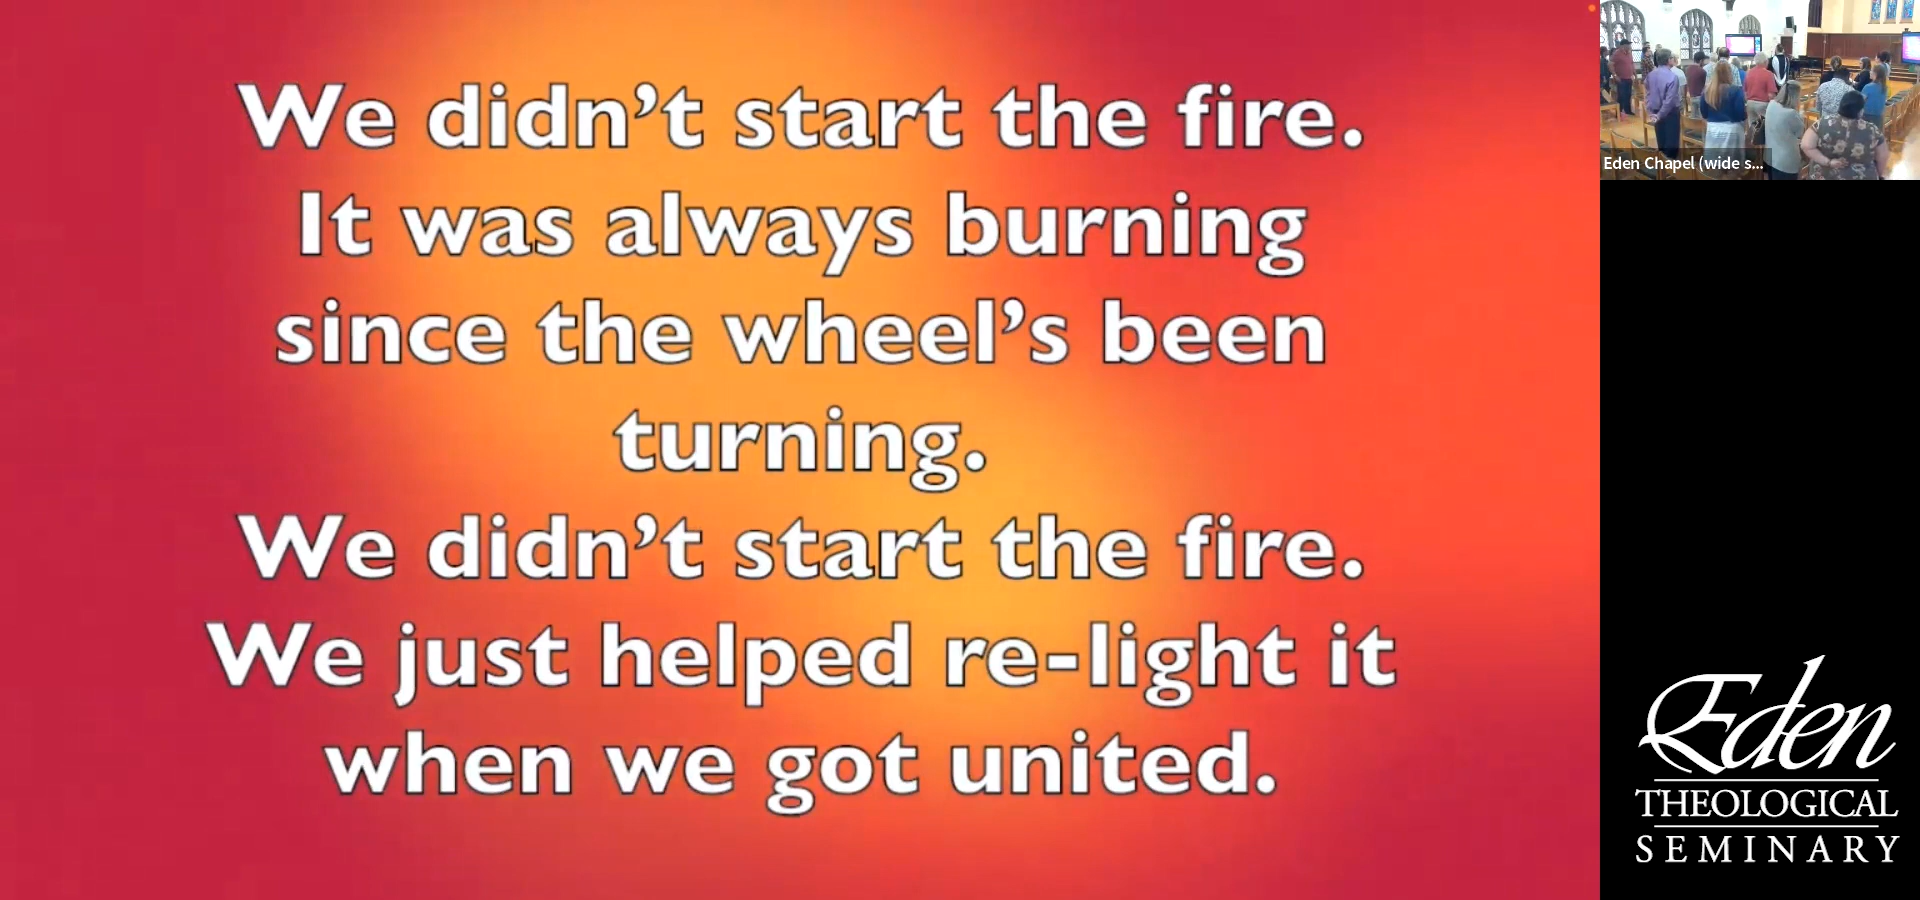 We didn’t start the fire.
It was always burning
since the wheel’s been
turning.
We didn’t start the fire.
We just helped re-light it
when we got united.
Eden Chapel (wide s...
Eden
THEOLOGICAL
SEMINARY